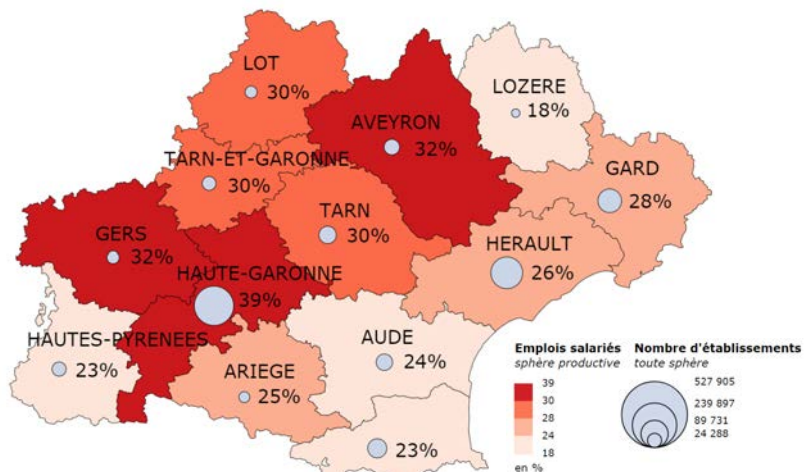 LOT
30%
LOZERE
18%
AVEYRON
32%
TARN-ET-GARONNE
30%
GARD
28%
TARN
30%
GERS
32%
HERAULT
26%
HAUTE-GARONNE
39%
HAUTES-PYRENEES
23%
AUDE
24%
ARIEGE
25%
23%
Emplois salariés
sphère productive
39
30
28
24
18
en %
Nombre d'établissements
toute sphère
527 905
239 897
89 731
24 288